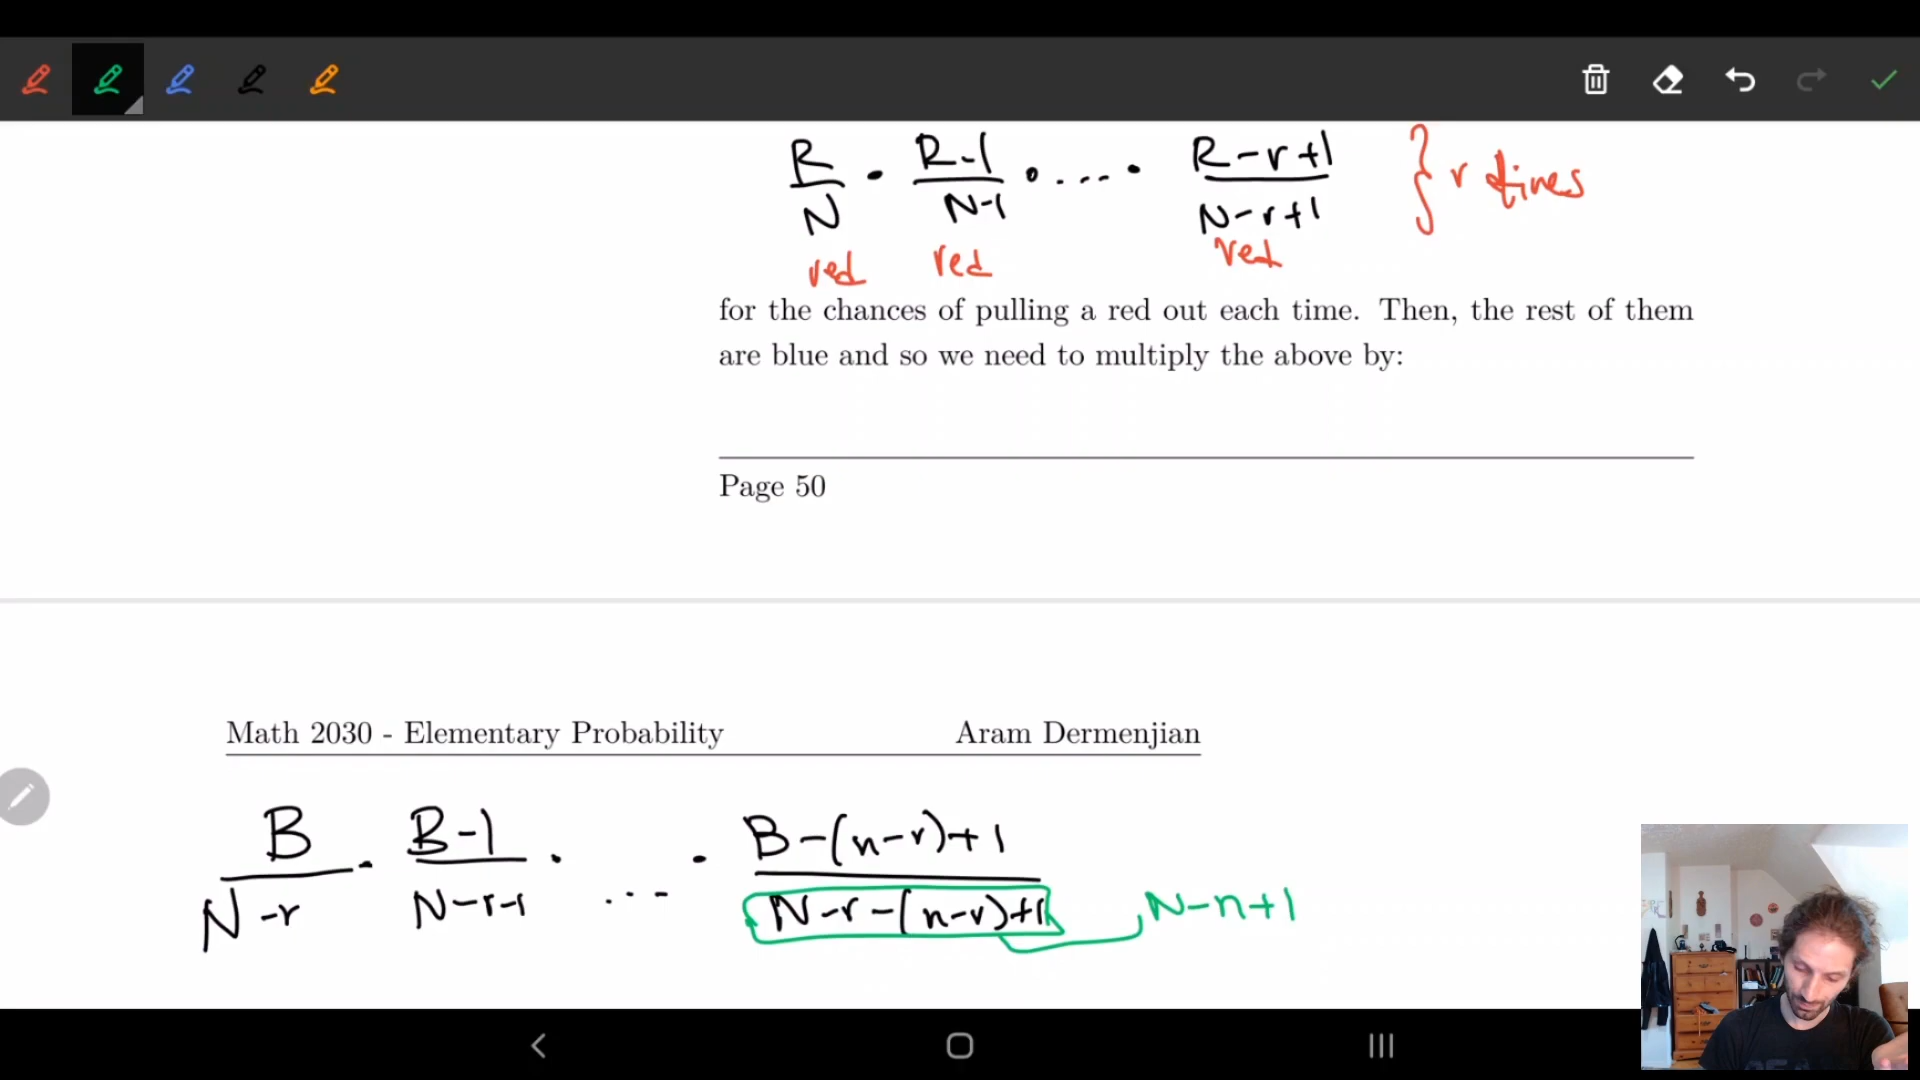 R/N · (R-1)/(N-1) · .... · (R-r+1)/(N-r+1) } r times
red red red
for the chances of pulling a red out each time. Then, the rest of them
are blue and so we need to multiply the above by:
Page 50
Math 2030 - Elementary Probability Aram Dermenjian
B/(N-r) · (B-1)/(N-r-1) · ... · (B-(n-r)+1)/(N-r-(n-r)+1) N-n+1